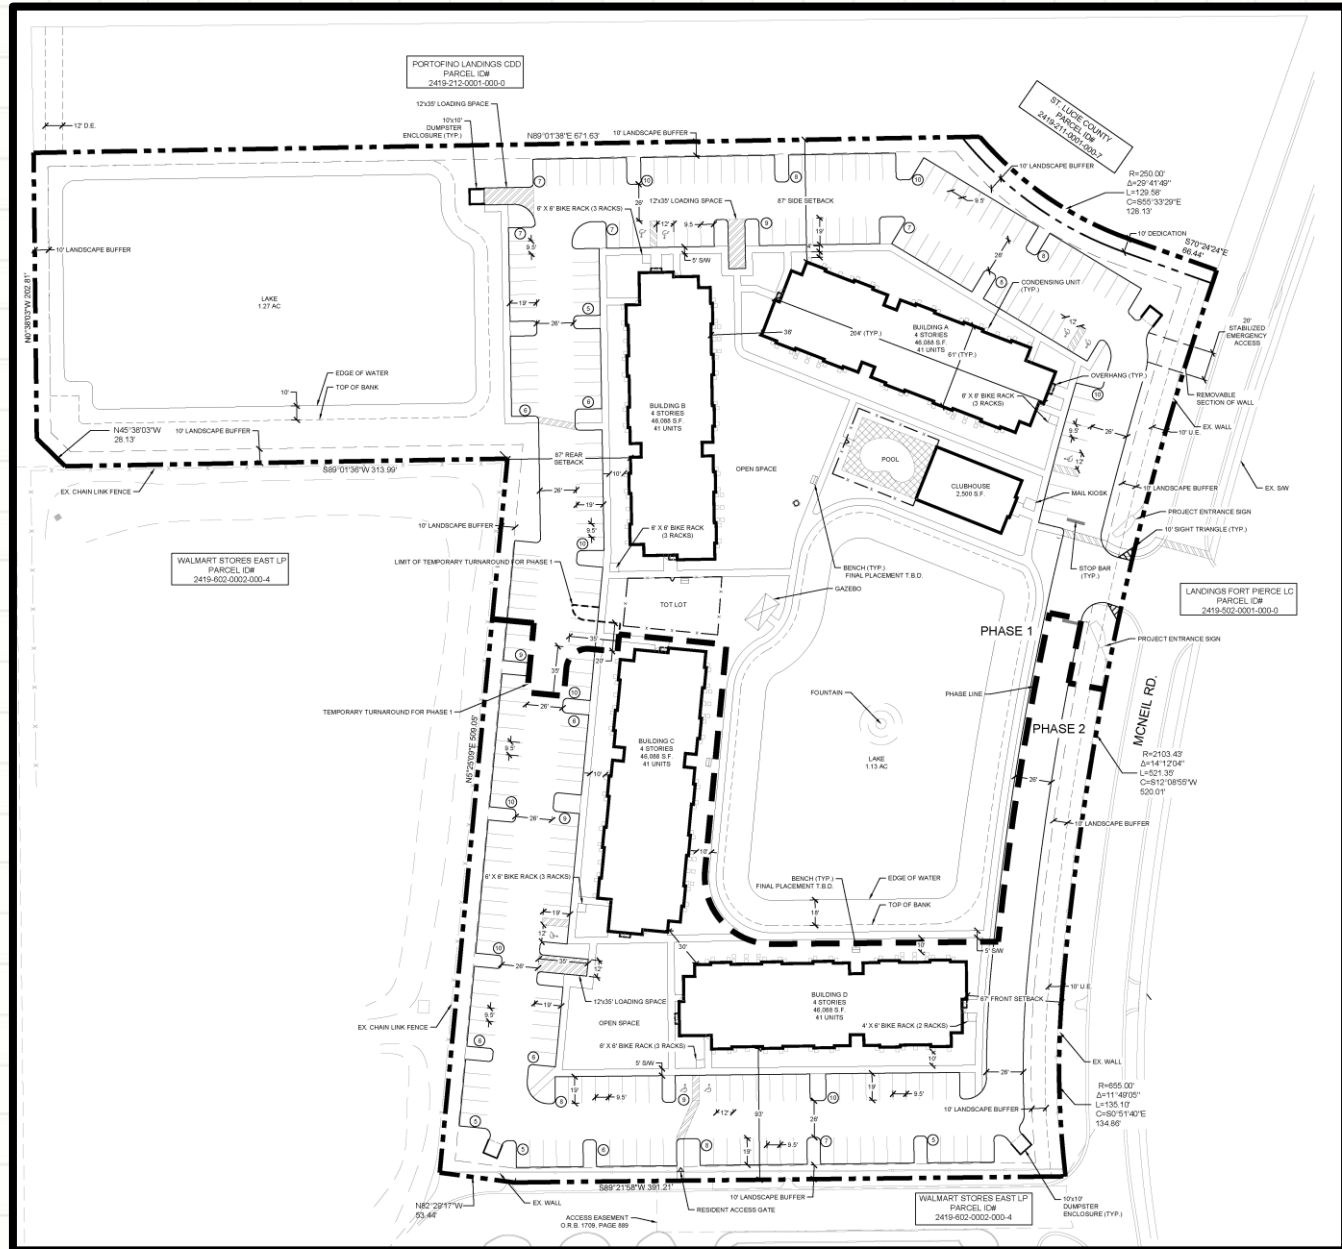 PORTOFINO LANDINGS CDD
PARCEL ID#
2419-212-0001-000-0
ST. LUCIE COUNTY
PARCEL ID#
2419-211-0001-000-7
12'x35' LOADING SPACE
10'x10'
DUMPSTER
ENCLOSURE (TYP.)
12' D.E.
N89°01'38"E 671.63'
10' LANDSCAPE BUFFER
10' LANDSCAPE BUFFER
R=250.00'
Δ=29°41'49"
L=129.58'
C=S55°33'29"E
128.13'
10' DEDICATION
S70°24'24"E
66.44'
6' X 6' BIKE RACK (3 RACKS)
12'x35' LOADING SPACE
87' SIDE SETBACK
10' LANDSCAPE BUFFER
5' S/W
CONDENSING UNIT
(TYP.)
N0°38'03"W 202.81'
LAKE
1.27 AC
BUILDING A
4 STORIES
46,088 S.F.
41 UNITS
204' (TYP.)
61' (TYP.)
36'
20'
STABILIZED
EMERGENCY
ACCESS
OVERHANG (TYP.)
EDGE OF WATER
TOP OF BANK
6' X 6' BIKE RACK
(3 RACKS)
REMOVABLE
SECTION OF WALL
BUILDING B
4 STORIES
46,088 S.F.
41 UNITS
EX. WALL
10' U.E.
N45°38'03"W
28.13'
10' LANDSCAPE BUFFER
87' REAR
SETBACK
POOL
OPEN SPACE
S89°01'36"W 313.99'
EX. CHAIN LINK FENCE
CLUBHOUSE
2,500 S.F.
MAIL KIOSK
10' LANDSCAPE BUFFER
EX. S/W
PROJECT ENTRANCE SIGN
10' SIGHT TRIANGLE (TYP.)
10' LANDSCAPE BUFFER
6' X 6' BIKE RACK
(3 RACKS)
WALMART STORES EAST LP
PARCEL ID#
2419-602-0002-000-4
LIMIT OF TEMPORARY TURNAROUND FOR PHASE 1
BENCH (TYP.)
FINAL PLACEMENT T.B.D.
STOP BAR
(TYP.)
GAZEBO
LANDINGS FORT PIERCE LC
PARCEL ID#
2419-502-0001-000-0
TOT LOT
PHASE 1
PROJECT ENTRANCE SIGN
TEMPORARY TURNAROUND FOR PHASE 1
FOUNTAIN
PHASE LINE
MCNEIL RD.
PHASE 2
N5°25'09"E 509.05'
BUILDING C
4 STORIES
46,088 S.F.
41 UNITS
LAKE
1.13 AC
R=2103.43'
Δ=14°12'04"
L=521.35'
C=S12°08'55"W
520.01'
10' LANDSCAPE BUFFER
6' X 6' BIKE RACK (3 RACKS)
BENCH (TYP.)
FINAL PLACEMENT T.B.D.
EDGE OF WATER
TOP OF BANK
18'
30'
5' S/W
12'x35' LOADING SPACE
BUILDING D
4 STORIES
46,088 S.F.
41 UNITS
67' FRONT SETBACK
10' U.E.
EX. CHAIN LINK FENCE
OPEN SPACE
4' X 6' BIKE RACK (2 RACKS)
6' X 6' BIKE RACK (3 RACKS)
5' S/W
EX. WALL
R=655.00'
Δ=11°49'05"
L=135.10'
C=S0°51'40"E
134.86'
10' LANDSCAPE BUFFER
93'
S89°21'58"W 391.21'
N82°29'17"W
53.44'
EX. WALL
10' LANDSCAPE BUFFER
RESIDENT ACCESS GATE
ACCESS EASEMENT
O.R.B. 1709, PAGE 889
WALMART STORES EAST LP
PARCEL ID#
2419-602-0002-000-4
10'x10'
DUMPSTER
ENCLOSURE (TYP.)